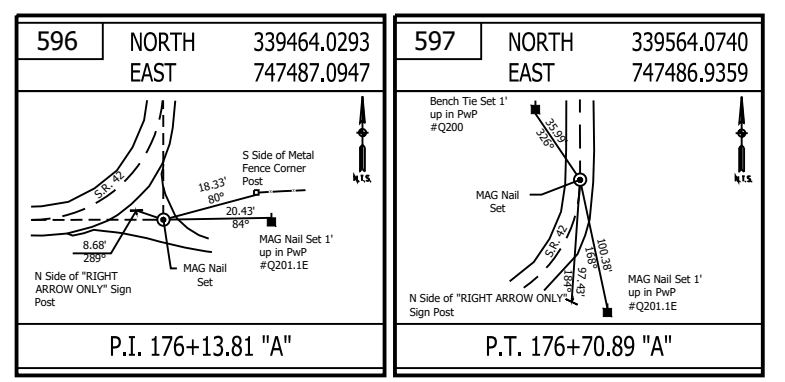 596
NORTH 339464.0293
EAST 747487.0947
S.R. 42
S Side of Metal
Fence Corner
Post
18.33'
80°
20.43'
84°
8.68'
289°
MAG Nail Set 1'
up in PwP
#Q201.1E
MAG Nail
Set
N Side of "RIGHT
ARROW ONLY" Sign
Post
N.T.S.
P.I. 176+13.81 "A"
597
NORTH 339564.0740
EAST 747486.9359
Bench Tie Set 1'
up in PwP
#Q200
35.99'
326°
N.T.S.
MAG Nail
Set
S.R. 42
100.38'
168°
97.43'
184°
MAG Nail Set 1'
up in PwP
#Q201.1E
N Side of "RIGHT ARROW ONLY"
Sign Post
P.T. 176+70.89 "A"